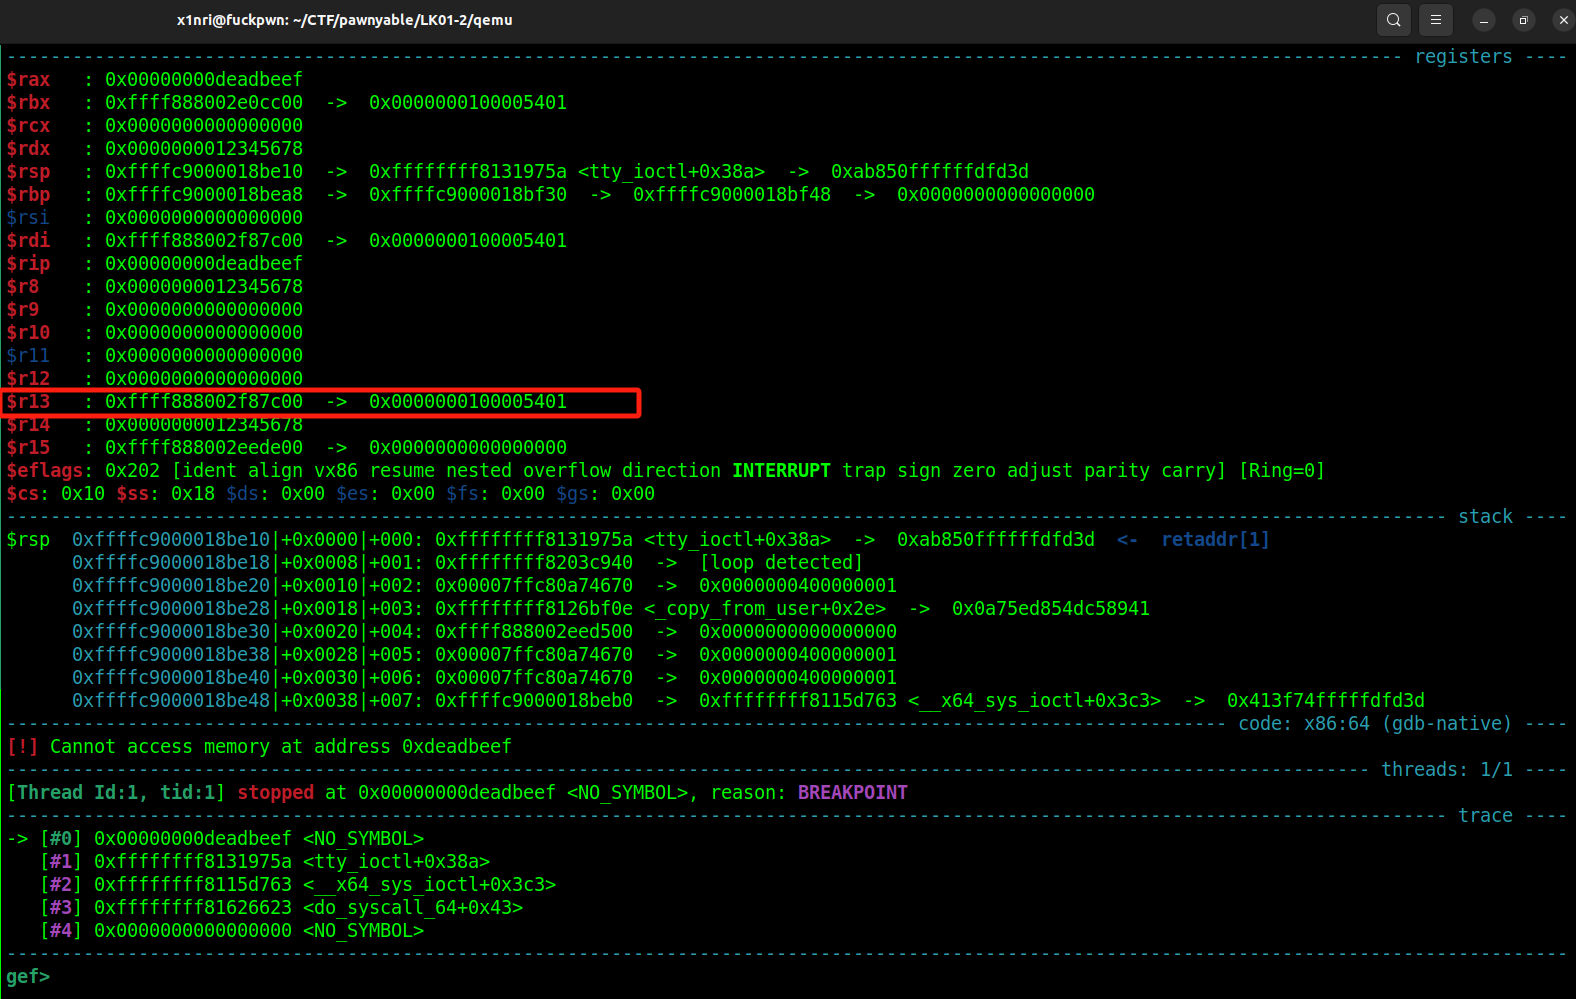 x1nri@fuckpwn: ~/CTF/pawnyable/LK01-2/qemu
registers
$rax : 0x00000000deadbeef
$rbx : 0xffff888002e0cc00 -> 0x0000000100005401
$rcx : 0x0000000000000000
$rdx : 0x0000000012345678
$rsp : 0xffffc9000018be10 -> 0xffffffff8131975a <tty_ioctl+0x38a> -> 0xab850ffffffdfd3d
$rbp : 0xffffc9000018bea8 -> 0xffffc9000018bf30 -> 0xffffc9000018bf48 -> 0x0000000000000000
$rsi : 0x0000000000000000
$rdi : 0xffff888002f87c00 -> 0x0000000100005401
$rip : 0x00000000deadbeef
$r8 : 0x0000000012345678
$r9 : 0x0000000000000000
$r10 : 0x0000000000000000
$r11 : 0x0000000000000000
$r12 : 0x0000000000000000
$r13 : 0xffff888002f87c00 -> 0x0000000100005401
$r14 : 0x0000000012345678
$r15 : 0xffff888002eede00 -> 0x0000000000000000
$eflags: 0x202 [ident align vx86 resume nested overflow direction INTERRUPT trap sign zero adjust parity carry] [Ring=0]
$cs: 0x10 $ss: 0x18 $ds: 0x00 $es: 0x00 $fs: 0x00 $gs: 0x00
stack
$rsp 0xffffc9000018be10|+0x0000|+000: 0xffffffff8131975a <tty_ioctl+0x38a> -> 0xab850ffffffdfd3d <- retaddr[1]
0xffffc9000018be18|+0x0008|+001: 0xffffffff8203c940 -> [loop detected]
0xffffc9000018be20|+0x0010|+002: 0x00007ffc80a74670 -> 0x0000000400000001
0xffffc9000018be28|+0x0018|+003: 0xffffffff8126bf0e <_copy_from_user+0x2e> -> 0x0a75ed854dc58941
0xffffc9000018be30|+0x0020|+004: 0xffff888002eed500 -> 0x0000000000000000
0xffffc9000018be38|+0x0028|+005: 0x00007ffc80a74670 -> 0x0000000400000001
0xffffc9000018be40|+0x0030|+006: 0x00007ffc80a74670 -> 0x0000000400000001
0xffffc9000018be48|+0x0038|+007: 0xffffc9000018beb0 -> 0xffffffff8115d763 <__x64_sys_ioctl+0x3c3> -> 0x413f74fffffdfd3d
code: x86:64 (gdb-native)
[!] Cannot access memory at address 0xdeadbeef
threads: 1/1
[Thread Id:1, tid:1] stopped at 0x00000000deadbeef <NO_SYMBOL>, reason: BREAKPOINT
trace
-> [#0] 0x00000000deadbeef <NO_SYMBOL>
[#1] 0xffffffff8131975a <tty_ioctl+0x38a>
[#2] 0xffffffff8115d763 <__x64_sys_ioctl+0x3c3>
[#3] 0xffffffff81626623 <do_syscall_64+0x43>
[#4] 0x0000000000000000 <NO_SYMBOL>
gef>